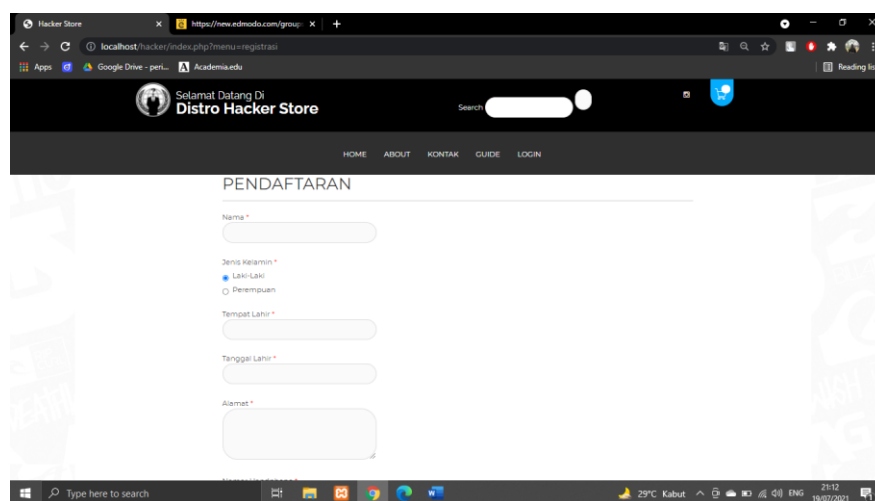 Hacker Store
https://new.edmodo.com/group
localhost/hacker/index.php?menu=registrasi
Apps
Google Drive - peri...
Academia.edu
Reading lis
Selamat Datang Di
Distro Hacker Store
Search
HOME ABOUT KONTAK GUIDE LOGIN
PENDAFTARAN
Nama *
Jenis Kelamin *
Laki-Laki
Perempuan
Tempat Lahir *
Tanggal Lahir *
Alamat *
Type here to search
29°C Kabut
ENG
21:12
19/07/2021